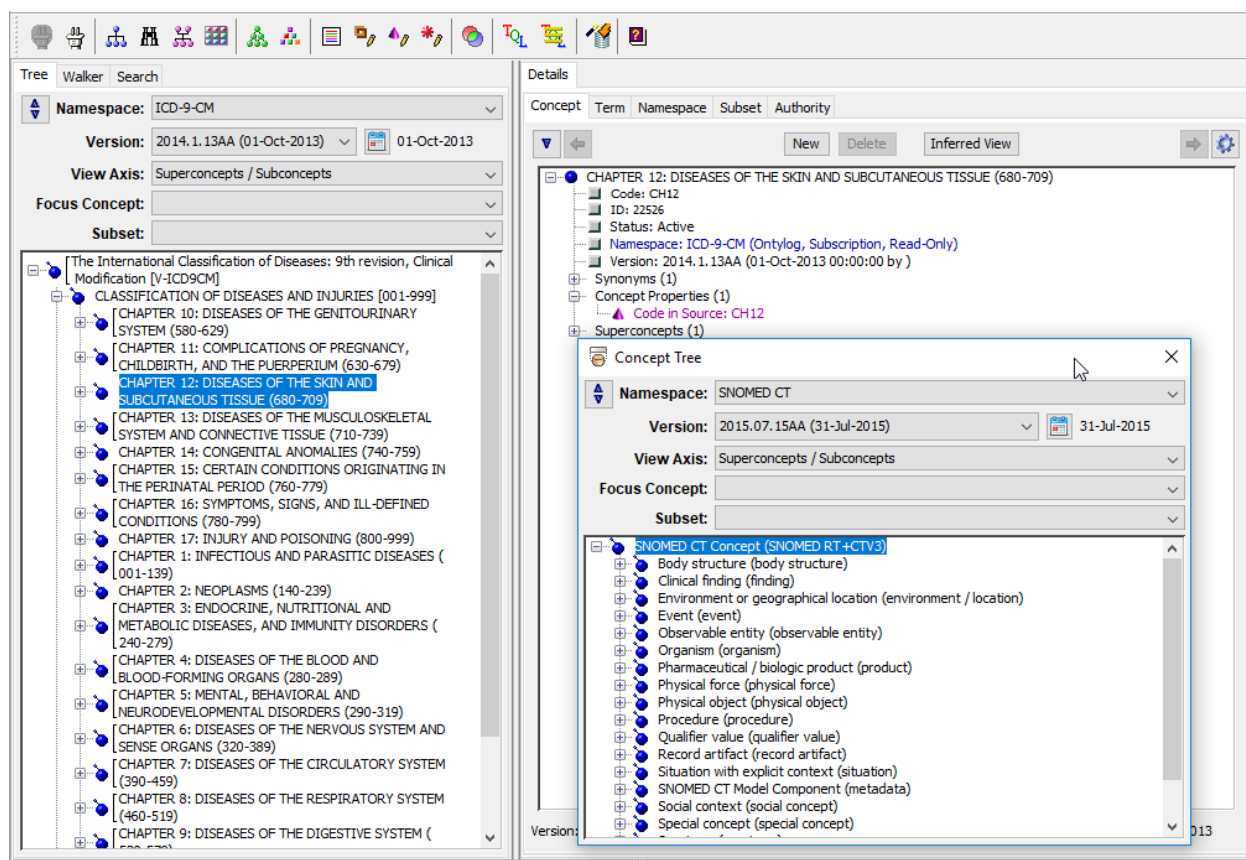 Tree Walker Search
Namespace: ICD-9-CM
Version: 2014.1.13AA (01-Oct-2013) 01-Oct-2013
View Axis: Superconcepts / Subconcepts
Focus Concept:
Subset:
[The International Classification of Diseases: 9th revision, Clinical
Modification [V-ICD9CM]
CLASSIFICATION OF DISEASES AND INJURIES [001-999]
CHAPTER 10: DISEASES OF THE GENITOURINARY
SYSTEM (580-629)
CHAPTER 11: COMPLICATIONS OF PREGNANCY,
CHILDBIRTH, AND THE PUERPERIUM (630-679)
CHAPTER 12: DISEASES OF THE SKIN AND
SUBCUTANEOUS TISSUE (680-709)
CHAPTER 13: DISEASES OF THE MUSCULOSKELETAL
SYSTEM AND CONNECTIVE TISSUE (710-739)
CHAPTER 14: CONGENITAL ANOMALIES (740-759)
CHAPTER 15: CERTAIN CONDITIONS ORIGINATING IN
THE PERINATAL PERIOD (760-779)
CHAPTER 16: SYMPTOMS, SIGNS, AND ILL-DEFINED
CONDITIONS (780-799)
CHAPTER 17: INJURY AND POISONING (800-999)
CHAPTER 1: INFECTIOUS AND PARASITIC DISEASES (
001-139)
CHAPTER 2: NEOPLASMS (140-239)
CHAPTER 3: ENDOCRINE, NUTRITIONAL AND
METABOLIC DISEASES, AND IMMUNITY DISORDERS (
240-279)
CHAPTER 4: DISEASES OF THE BLOOD AND
BLOOD-FORMING ORGANS (280-289)
CHAPTER 5: MENTAL, BEHAVIORAL AND
NEURODEVELOPMENTAL DISORDERS (290-319)
CHAPTER 6: DISEASES OF THE NERVOUS SYSTEM AND
SENSE ORGANS (320-389)
CHAPTER 7: DISEASES OF THE CIRCULATORY SYSTEM
(390-459)
CHAPTER 8: DISEASES OF THE RESPIRATORY SYSTEM
(460-519)
CHAPTER 9: DISEASES OF THE DIGESTIVE SYSTEM (
Details
Concept Term Namespace Subset Authority
New Delete Inferred View
CHAPTER 12: DISEASES OF THE SKIN AND SUBCUTANEOUS TISSUE (680-709)
Code: CH12
ID: 22526
Status: Active
Namespace: ICD-9-CM (Ontylog, Subscription, Read-Only)
Version: 2014.1.13AA (01-Oct-2013 00:00:00 by )
Synonyms (1)
Concept Properties (1)
Code in Source: CH12
Superconcepts (1)
Concept Tree
Namespace: SNOMED CT
Version: 2015.07.15AA (31-Jul-2015) 31-Jul-2015
View Axis: Superconcepts / Subconcepts
Focus Concept:
Subset:
SNOMED CT Concept (SNOMED RT+CTV3)
Body structure (body structure)
Clinical finding (finding)
Environment or geographical location (environment / location)
Event (event)
Observable entity (observable entity)
Organism (organism)
Pharmaceutical / biologic product (product)
Physical force (physical force)
Physical object (physical object)
Procedure (procedure)
Qualifier value (qualifier value)
Record artifact (record artifact)
Situation with explicit context (situation)
SNOMED CT Model Component (metadata)
Social context (social concept)
Special concept (special concept)
Version: 013